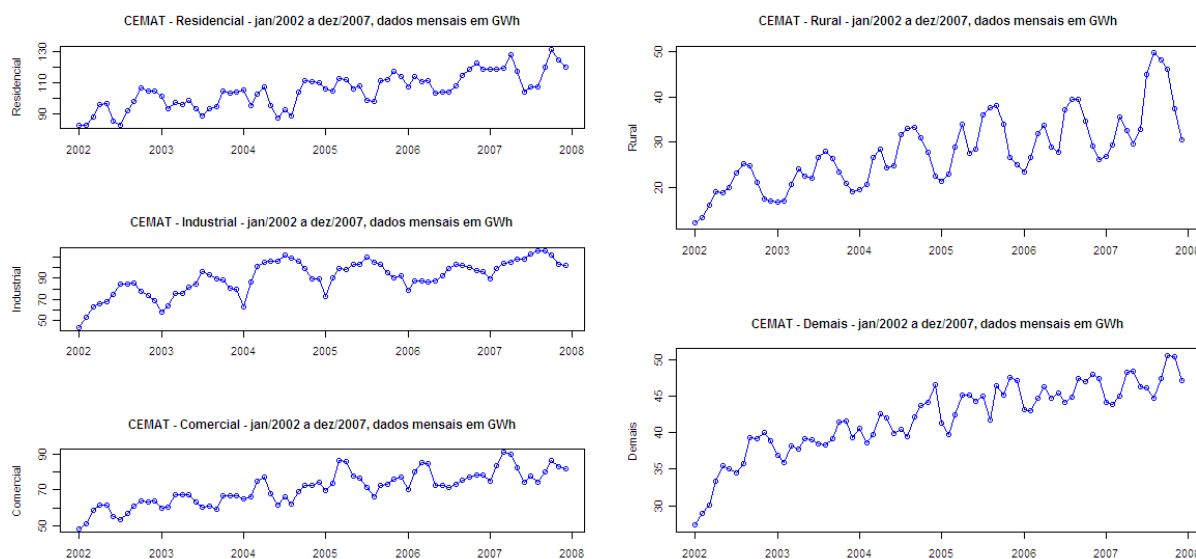 CEMAT - Residencial - jan/2002 a dez/2007, dados mensais em GWh
Residencial
90 110 130
2002 2003 2004 2005 2006 2007 2008
CEMAT - Industrial - jan/2002 a dez/2007, dados mensais em GWh
Industrial
50 70 90
2002 2003 2004 2005 2006 2007 2008
CEMAT - Comercial - jan/2002 a dez/2007, dados mensais em GWh
Comercial
50 70 90
2002 2003 2004 2005 2006 2007 2008
CEMAT - Rural - jan/2002 a dez/2007, dados mensais em GWh
Rural
20 30 40 50
2002 2003 2004 2005 2006 2007 2008
CEMAT - Demais - jan/2002 a dez/2007, dados mensais em GWh
Demais
30 35 40 45 50
2002 2003 2004 2005 2006 2007 2008